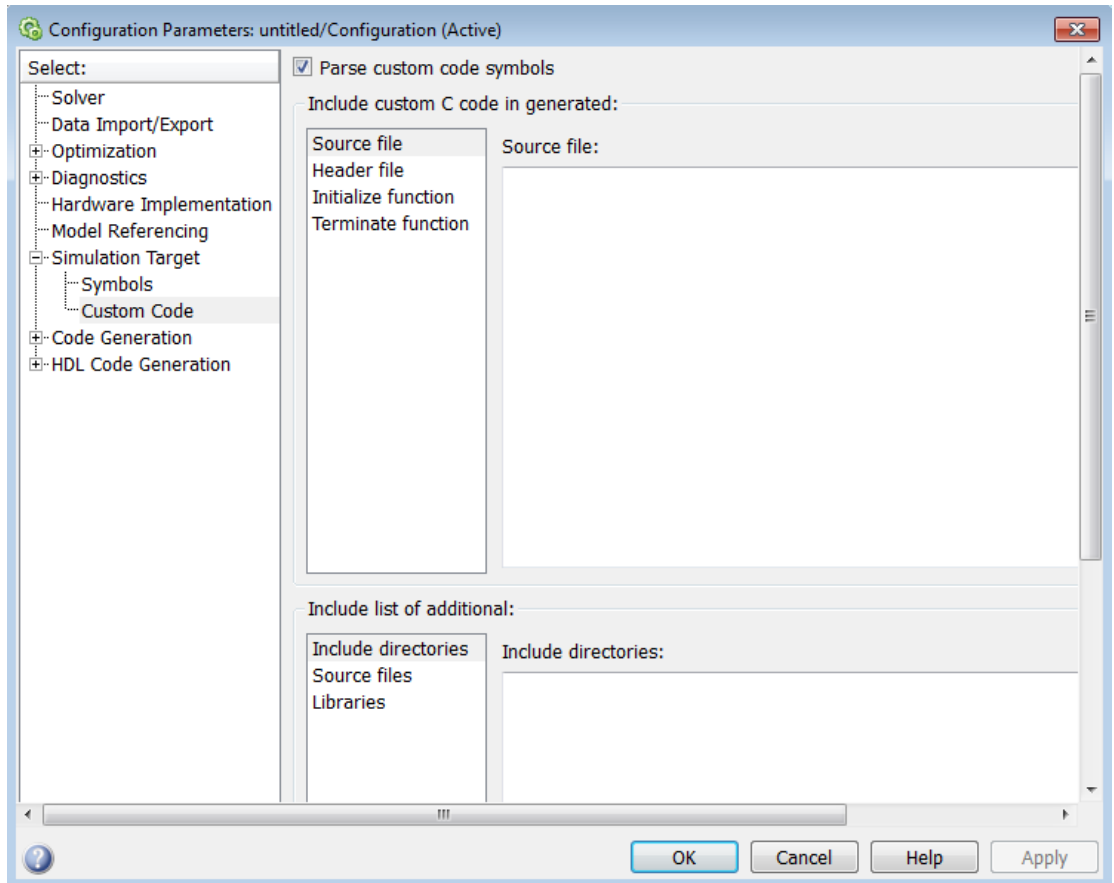 Configuration Parameters: untitled/Configuration (Active)
Select:
Solver
Data Import/Export
Optimization
Diagnostics
Hardware Implementation
Model Referencing
Simulation Target
Symbols
Custom Code
Code Generation
HDL Code Generation
Parse custom code symbols
Include custom C code in generated:
Source file
Header file
Initialize function
Terminate function
Source file:
Include list of additional:
Include directories
Source files
Libraries
Include directories:
OK
Cancel
Help
Apply